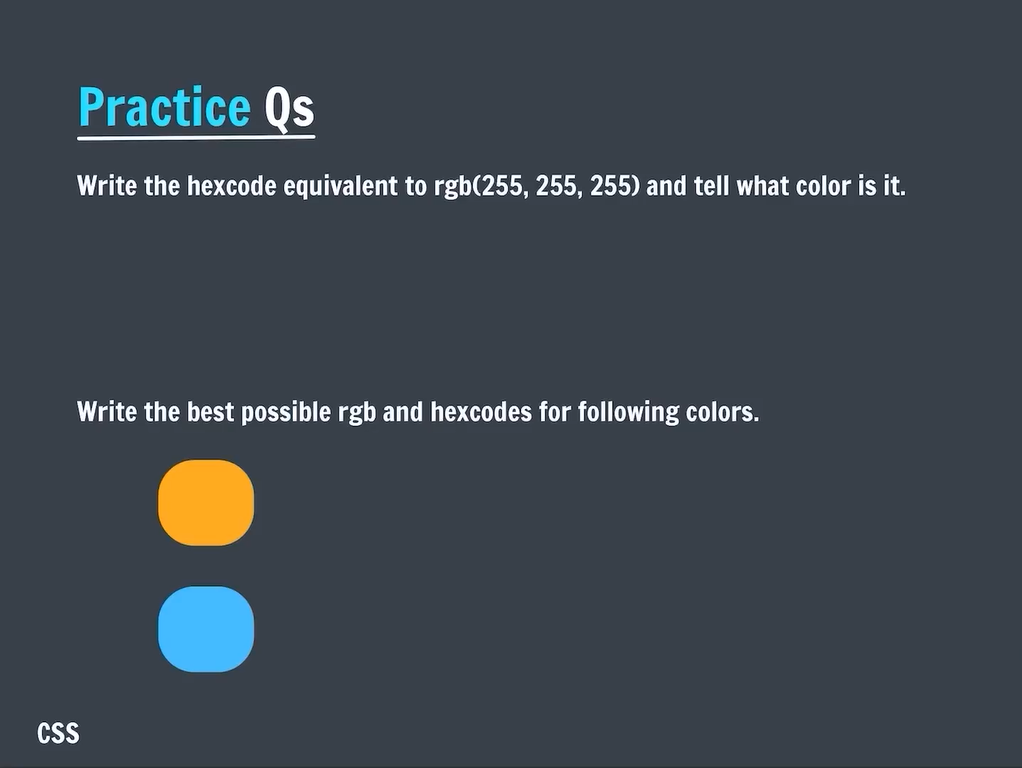 Practice Qs
Write the hexcode equivalent to rgb(255, 255, 255) and tell what color is it.
Write the best possible rgb and hexcodes for following colors.
CSS